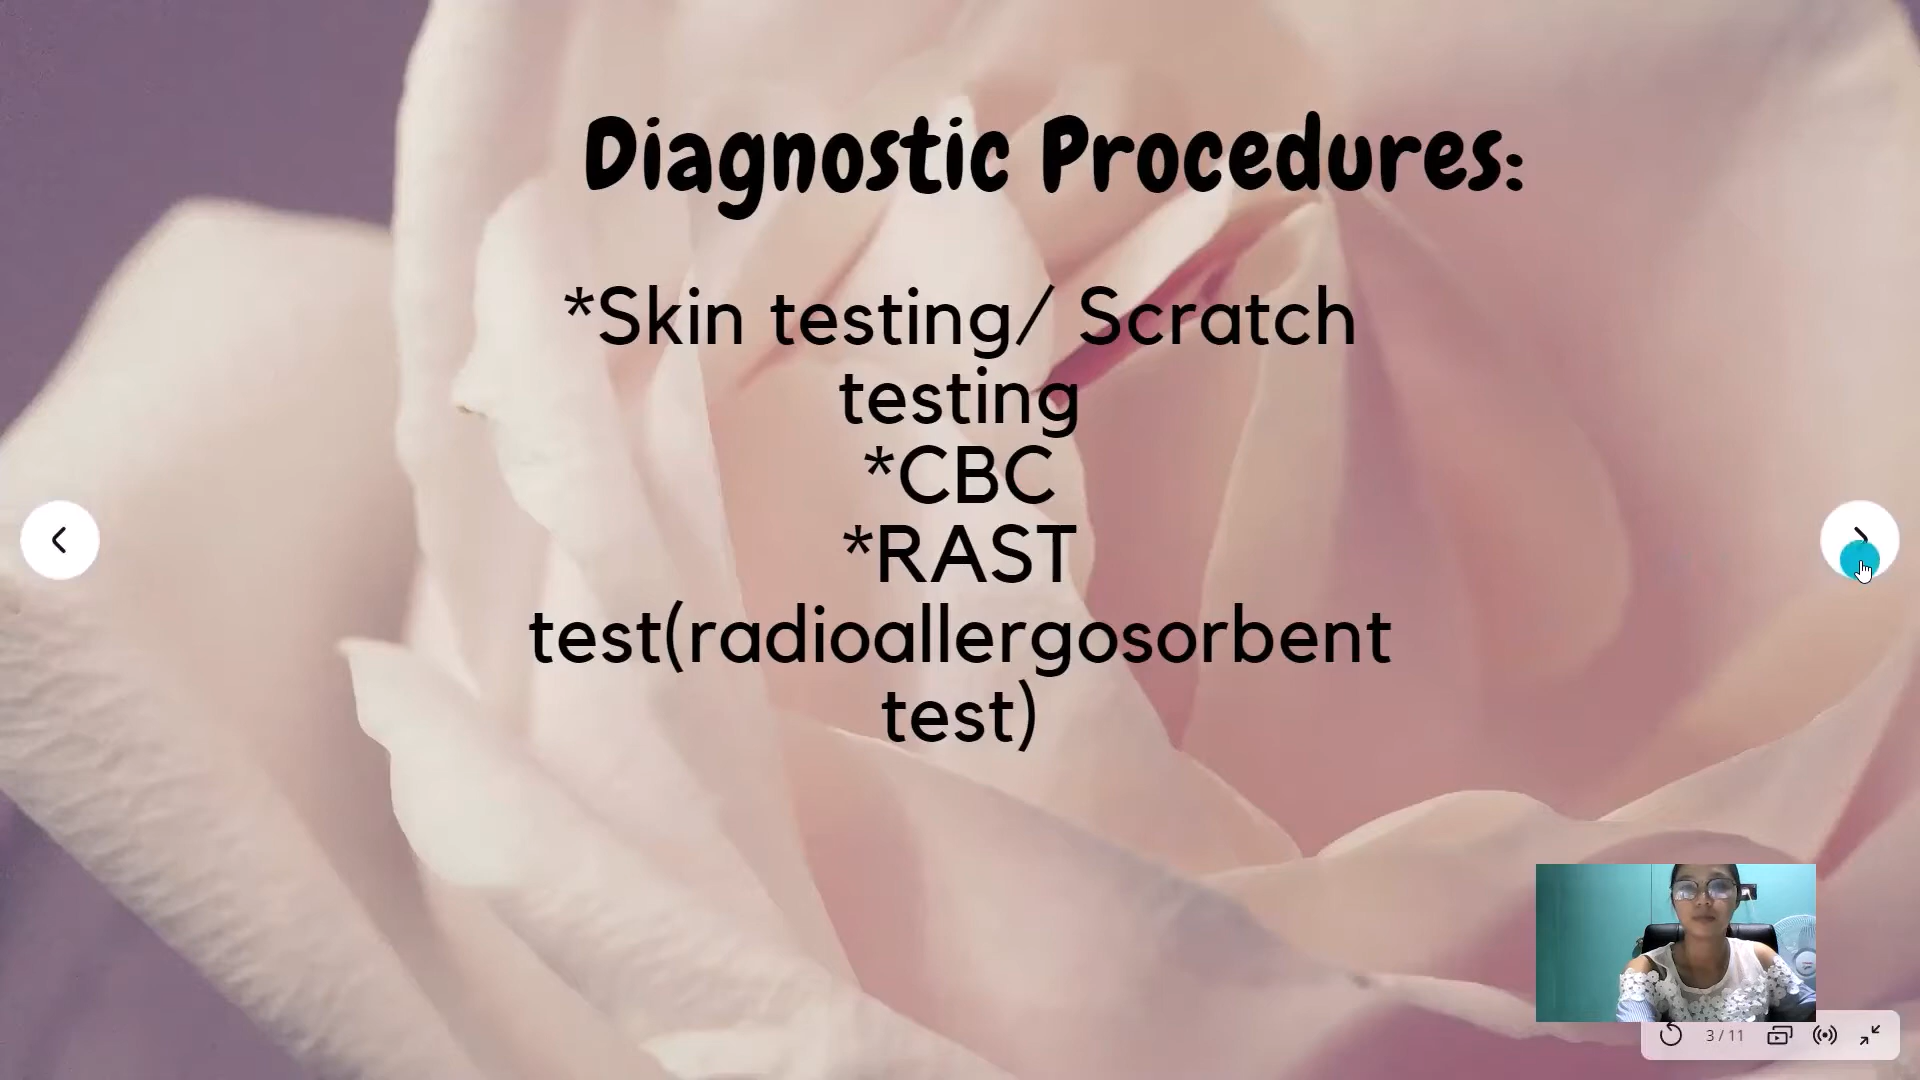 Diagnostic Procedures:
*Skin testing/ Scratch
testing
*CBC
*RAST
test(radioallergosorbent
test)
3 / 11